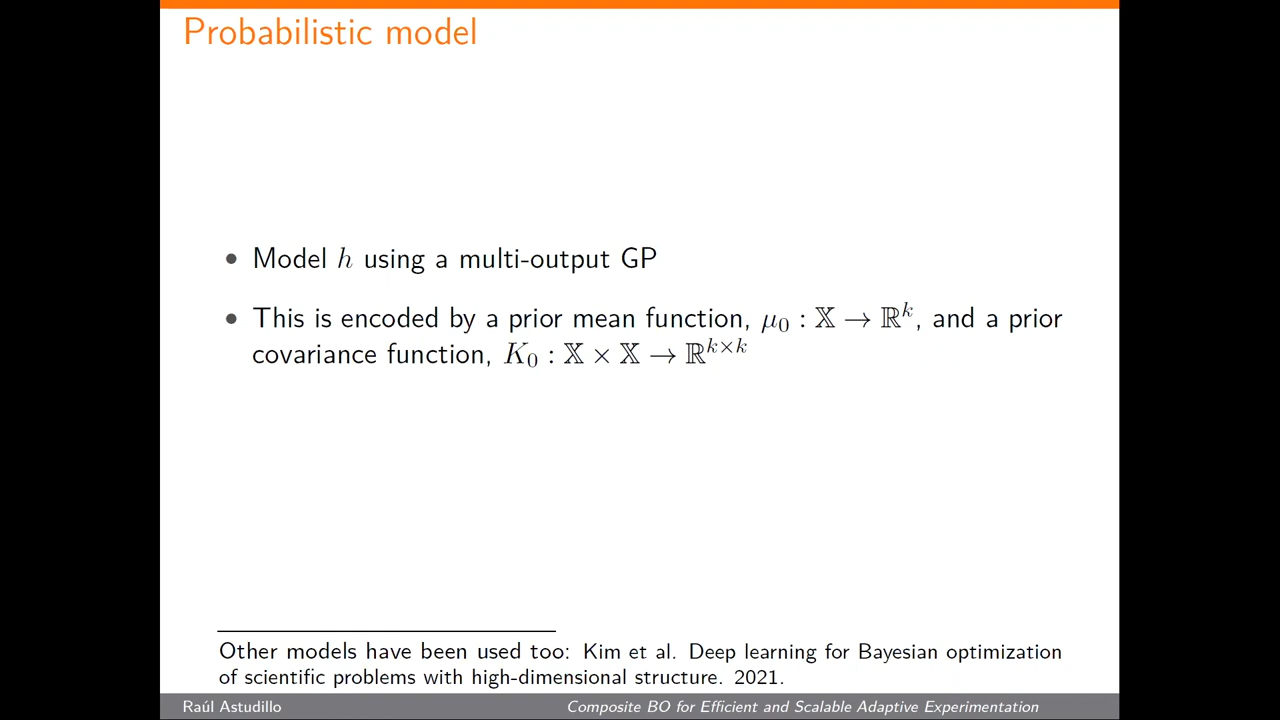 Probabilistic model
• Model h using a multi-output GP
• This is encoded by a prior mean function, μ₀ : 𝕏 → ℝᵏ, and a prior
covariance function, K₀ : 𝕏 × 𝕏 → ℝᵏˣᵏ
Other models have been used too: Kim et al. Deep learning for Bayesian optimization
of scientific problems with high-dimensional structure. 2021.
Raúl Astudillo Composite BO for Efficient and Scalable Adaptive Experimentation